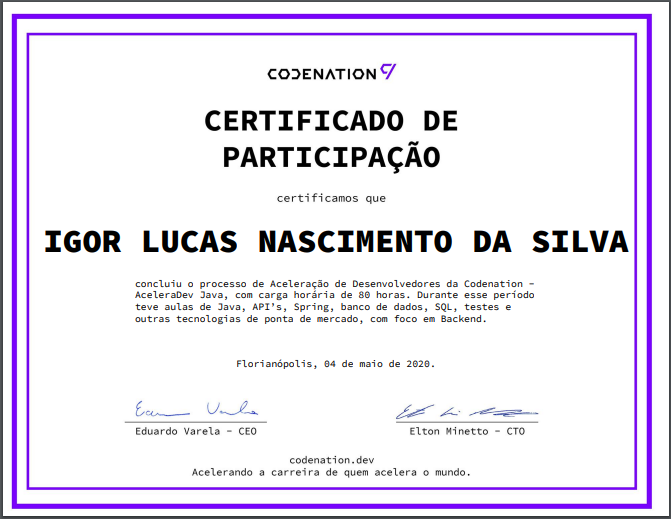 CODENATION
CERTIFICADO DE
PARTICIPAÇÃO
certificamos que
IGOR LUCAS NASCIMENTO DA SILVA
concluiu o processo de Aceleração de Desenvolvedores da Codenation -
AceleraDev Java, com carga horária de 80 horas. Durante esse período
teve aulas de Java, API's, Spring, banco de dados, SQL, testes e
outras tecnologias de ponta de mercado, com foco em Backend.
Florianópolis, 04 de maio de 2020.
Eduardo Varela - CEO
Elton Minetto - CTO
codenation.dev
Acelerando a carreira de quem acelera o mundo.